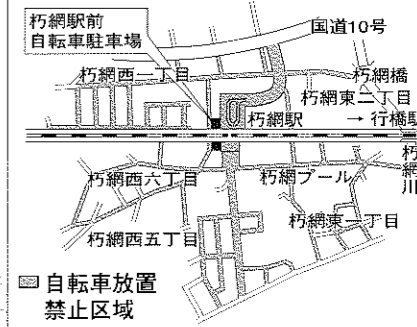 朽網駅前
自転車駐車場
国道10号
朽網西一丁目
朽網橋
朽網東二丁目
朽網駅
→ 行橋駅
朽網川
朽網西六丁目
朽網プール
朽網西五丁目
朽網東一丁目
自転車放置
禁止区域